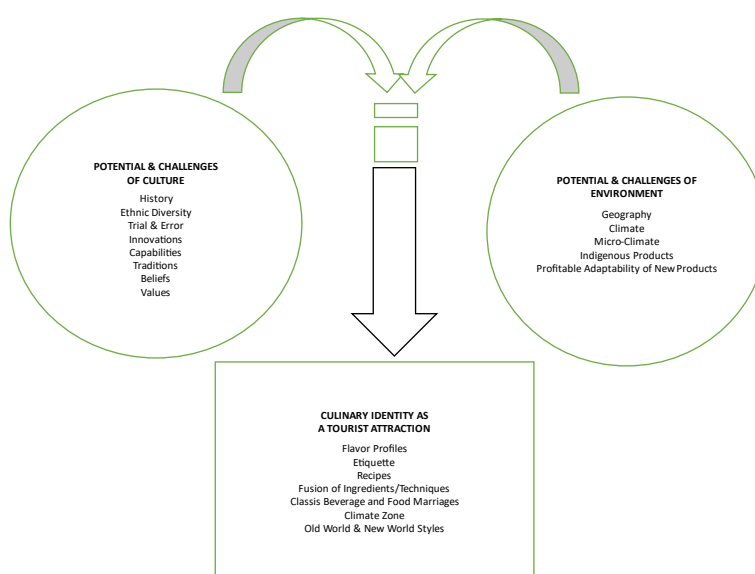 POTENTIAL & CHALLENGES
OF CULTURE
History
Ethnic Diversity
Trial & Error
Innovations
Capabilities
Traditions
Beliefs
Values
POTENTIAL & CHALLENGES OF
ENVIRONMENT
Geography
Climate
Micro-Climate
Indigenous Products
Profitable Adaptability of New Products
CULINARY IDENTITY AS
A TOURIST ATTRACTION
Flavor Profiles
Etiquette
Recipes
Fusion of Ingredients/Techniques
Classis Beverage and Food Marriages
Climate Zone
Old World & New World Styles